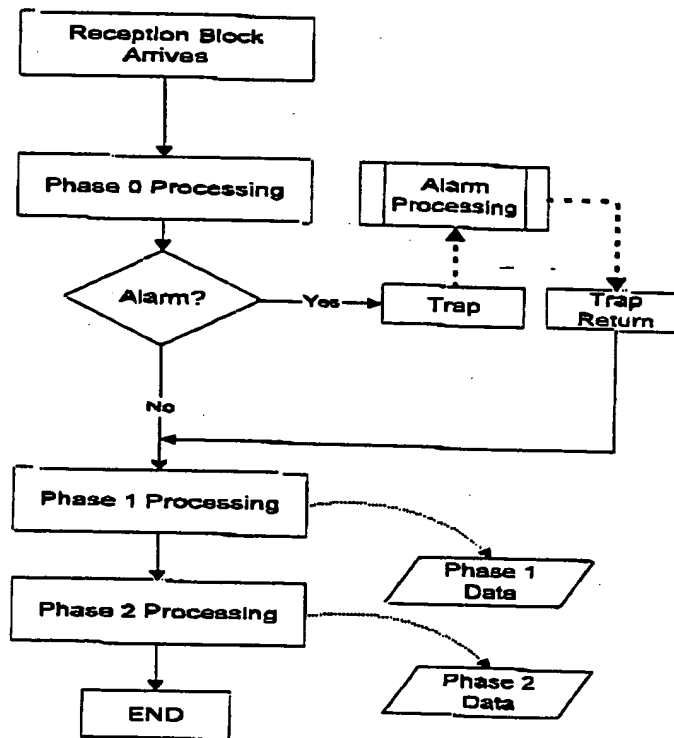 Reception Block
Arrives
Phase 0 Processing
Alarm
Processing
Alarm?
Yes
Trap
Trap
Return
No
Phase 1 Processing
Phase 1
Data
Phase 2 Processing
Phase 2
Data
END